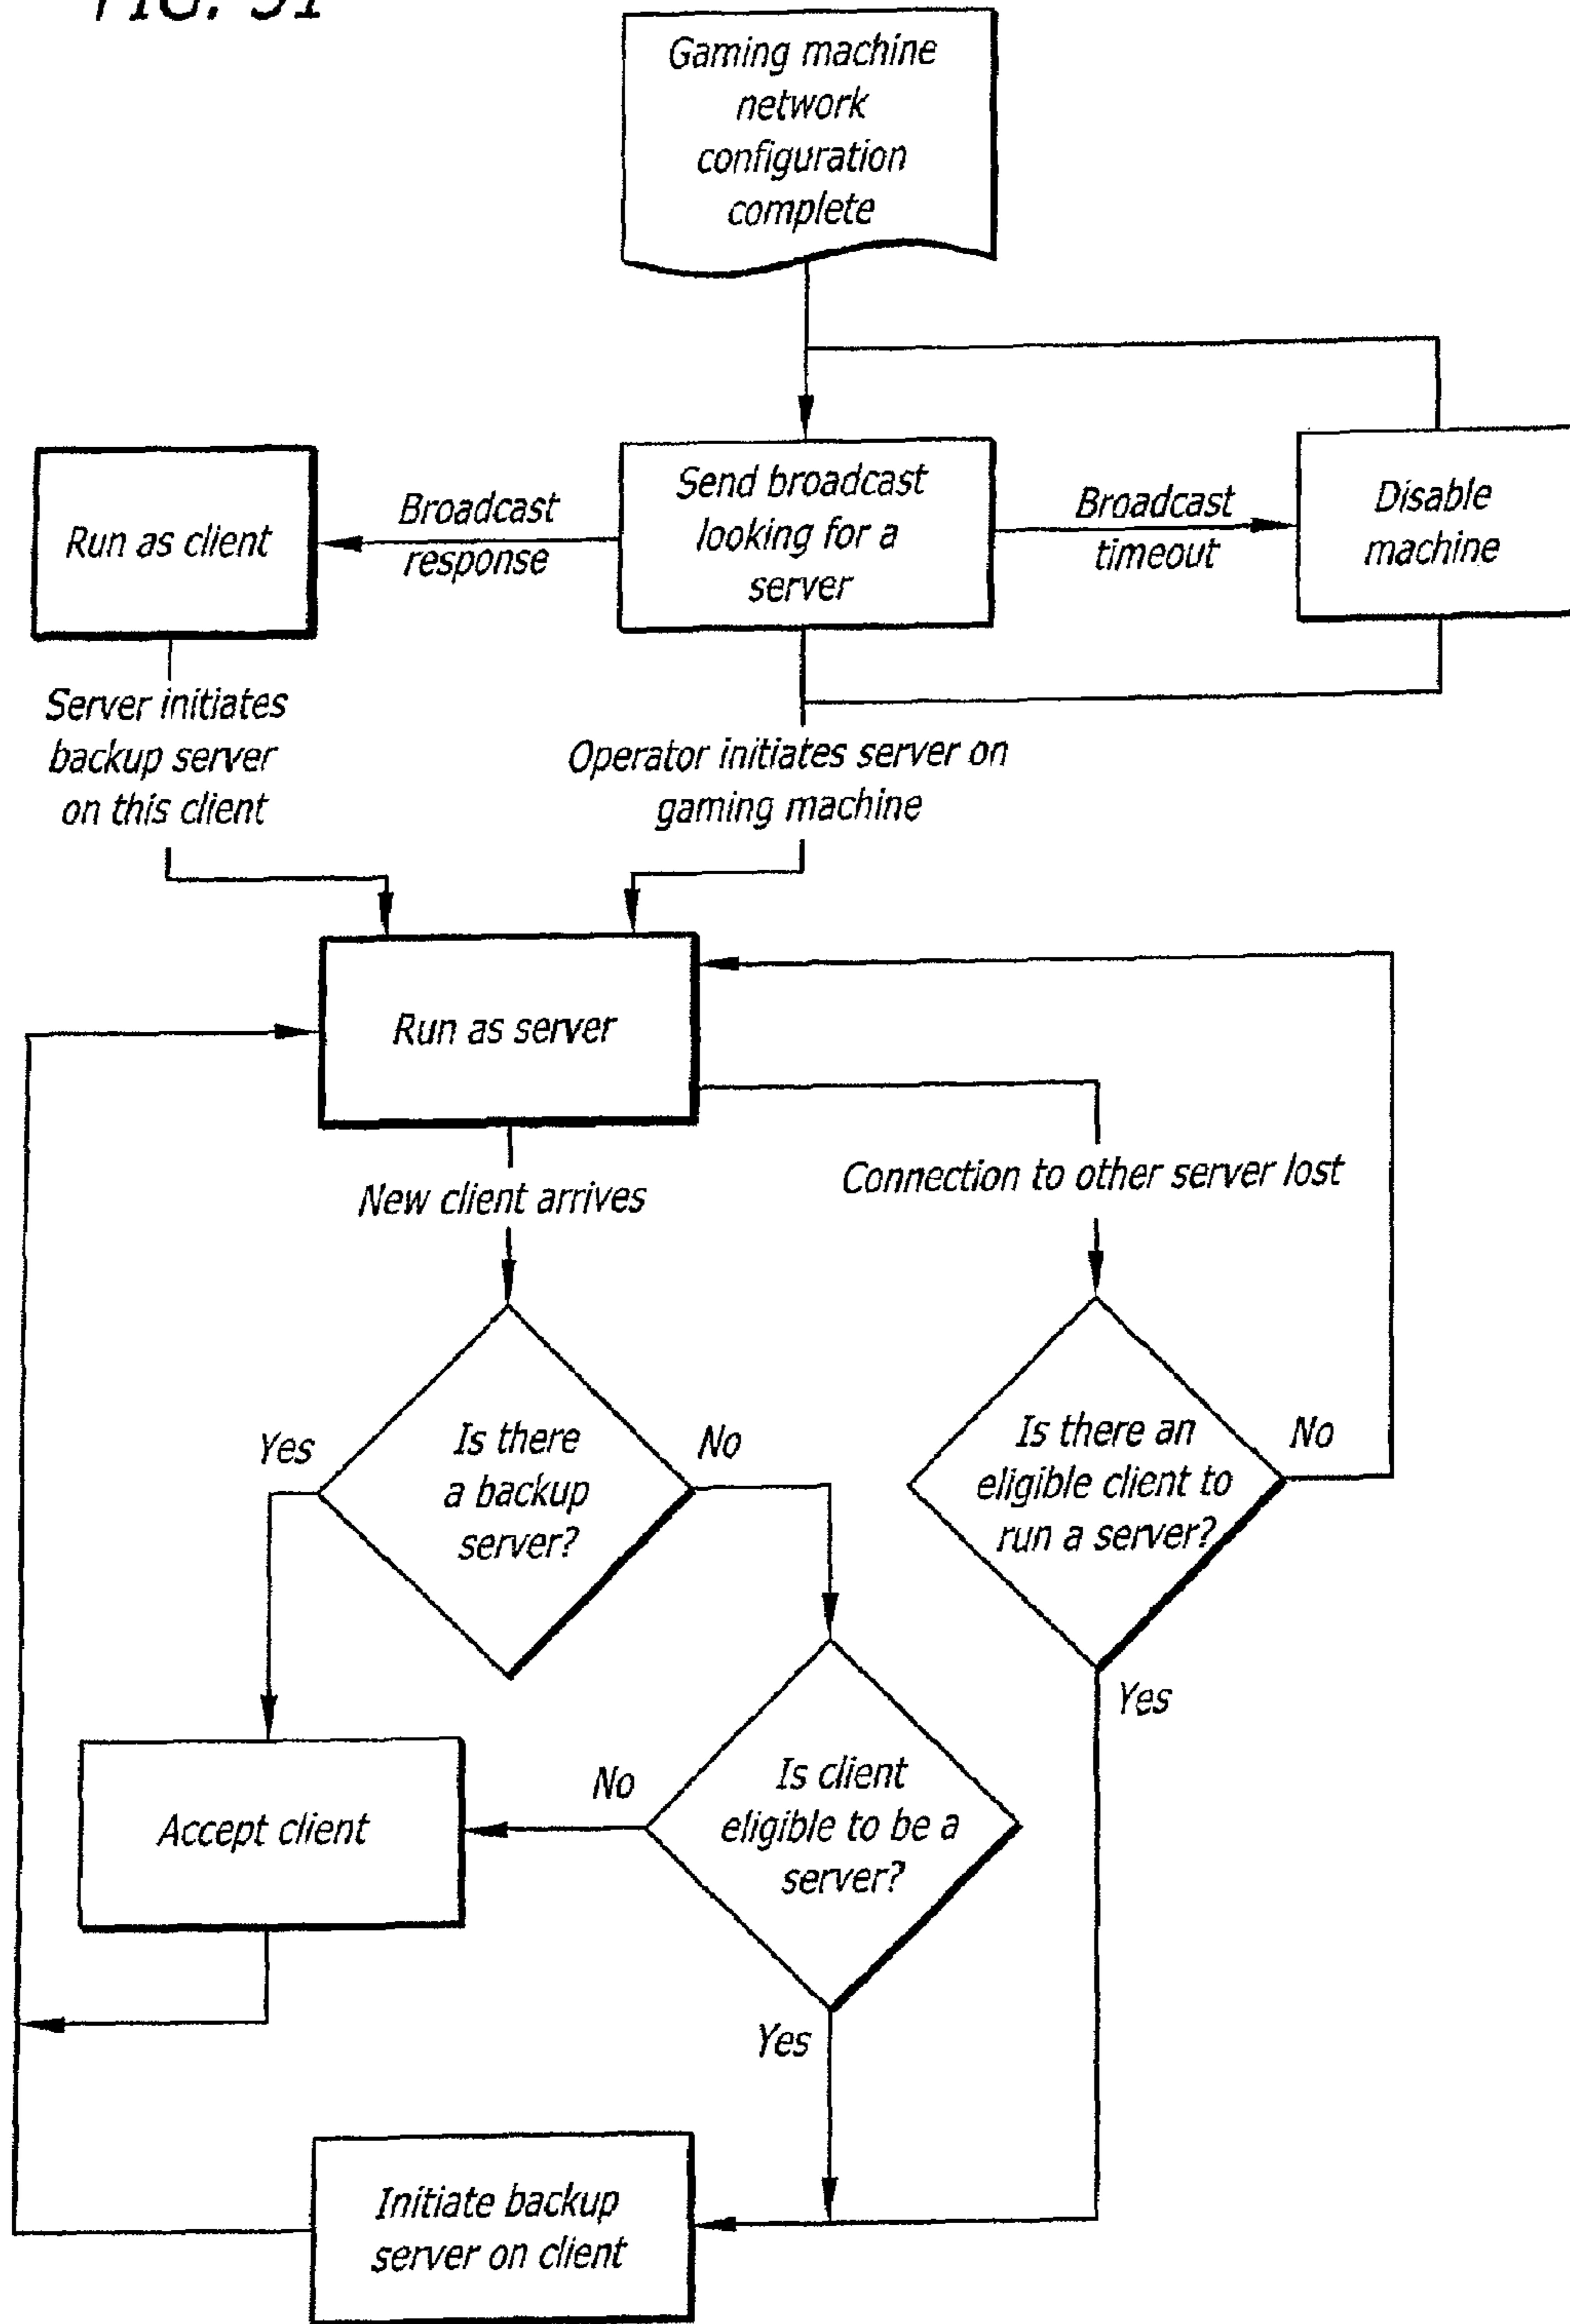 FIG. 31
Gaming machine
network
configuration
complete
Run as client
Broadcast
response
Send broadcast
looking for a
server
Broadcast
timeout
Disable
machine
Server initiates
backup server
on this client
Operator initiates server on
gaming machine
Run as server
New client arrives
Connection to other server lost
Yes
Is there
a backup
server?
No
Is there an
eligible client to
run a server?
No
Yes
Accept client
No
Is client
eligible to be a
server?
Yes
Initiate backup
server on client